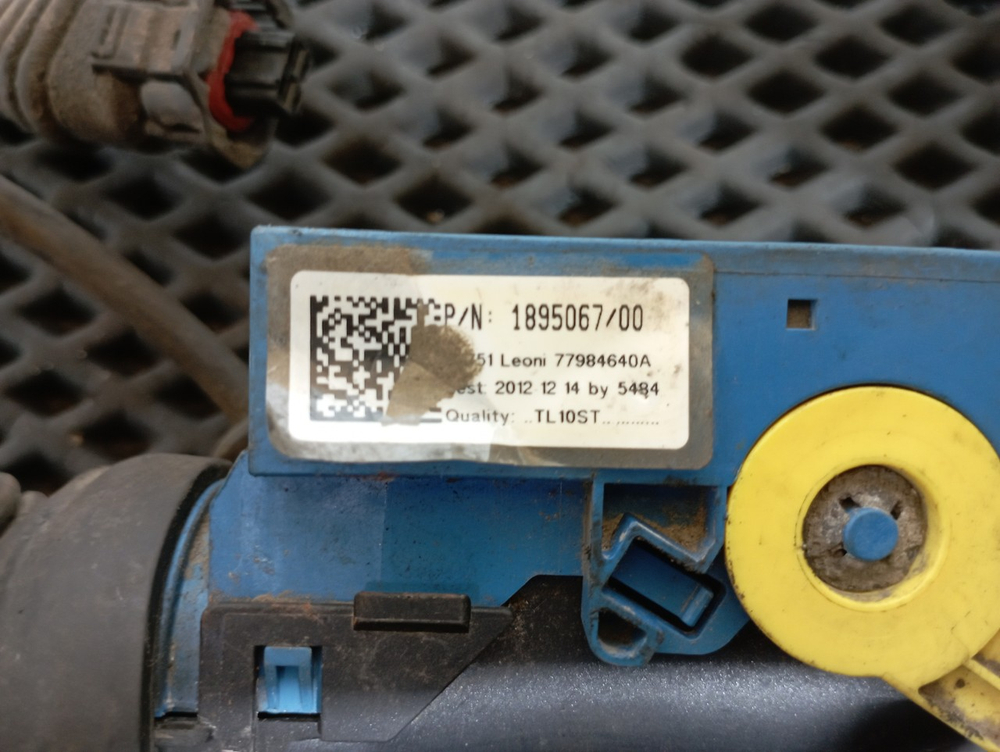 P/N: 1895067/00
51 Leoni 77984640A
est 2012 12 14 by 5484
Quality: ..TL10ST.. .........